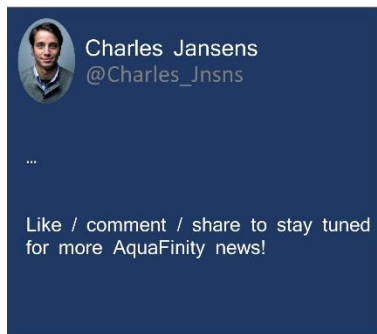 Charles Jansens
@Charles_Jnsns
...
Like / comment / share to stay tuned
for more AquaFinity news!